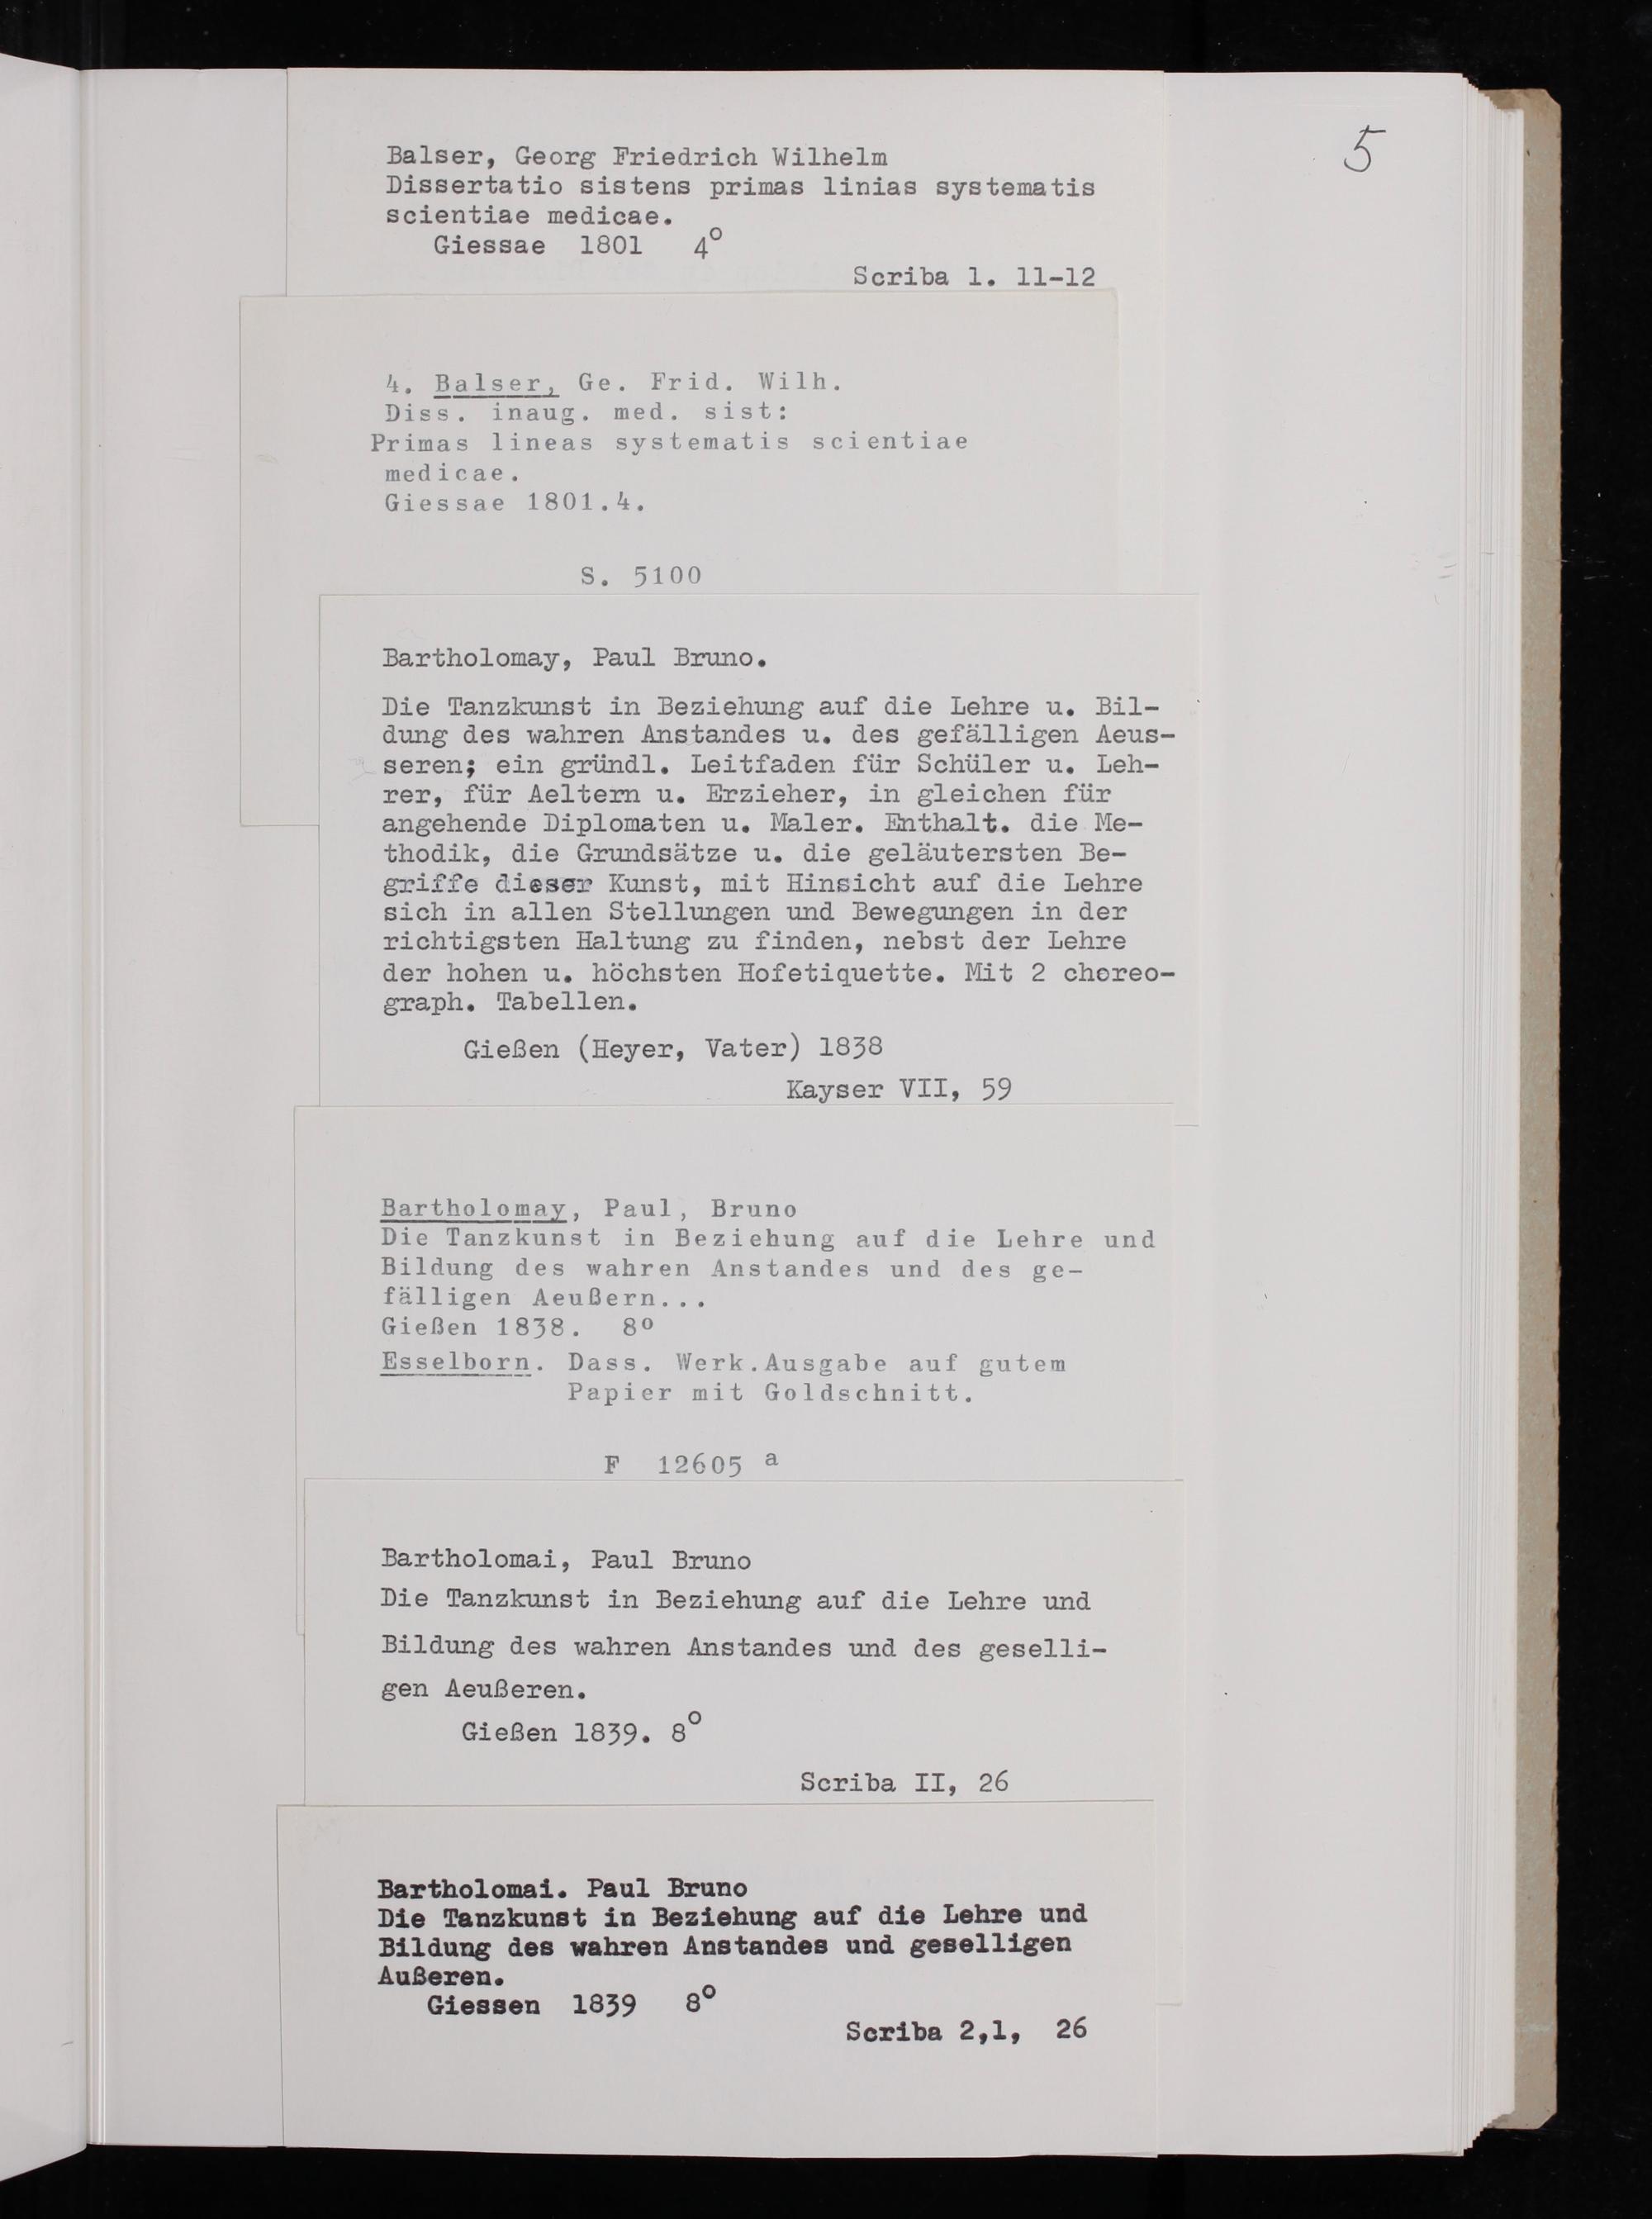 5
Balser, Georg Friedrich Wilhelm
Dissertatio sistens primas linias systematis
scientiae medicae.
Giessae 1801 4°
Scriba 1. 11-12
4. Balser, Ge. Frid. Wilh.
Diss. inaug. med. sist:
Primas lineas systematis scientiae
medicae.
Giessae 1801.4.
S. 5100
Bartholomay, Paul Bruno.
Die Tanzkunst in Beziehung auf die Lehre u. Bil-
dung des wahren Anstandes u. des gefälligen Aeus-
seren; ein gründl. Leitfaden für Schüler u. Leh-
rer, für Aeltern u. Erzieher, in gleichen für
angehende Diplomaten u. Maler. Enthalt. die Me-
thodik, die Grundsätze u. die geläutersten Be-
griffe dieser Kunst, mit Hinsicht auf die Lehre
sich in allen Stellungen und Bewegungen in der
richtigsten Haltung zu finden, nebst der Lehre
der hohen u. höchsten Hofetiquette. Mit 2 choreo-
graph. Tabellen.
Gießen (Heyer, Vater) 1838
Kayser VII, 59
Bartholomay, Paul, Bruno
Die Tanzkunst in Beziehung auf die Lehre und
Bildung des wahren Anstandes und des ge-
fälligen Aeußern...
Gießen 1838. 8°
Esselborn. Dass. Werk.Ausgabe auf gutem
Papier mit Goldschnitt.
F 12605 a
Bartholomai, Paul Bruno
Die Tanzkunst in Beziehung auf die Lehre und
Bildung des wahren Anstandes und des geselli-
gen Aeußeren.
Gießen 1839. 8°
Scriba II, 26
Bartholomai. Paul Bruno
Die Tanzkunst in Beziehung auf die Lehre und
Bildung des wahren Anstandes und geselligen
Außeren.
Giessen 1839 8°
Scriba 2,1, 26